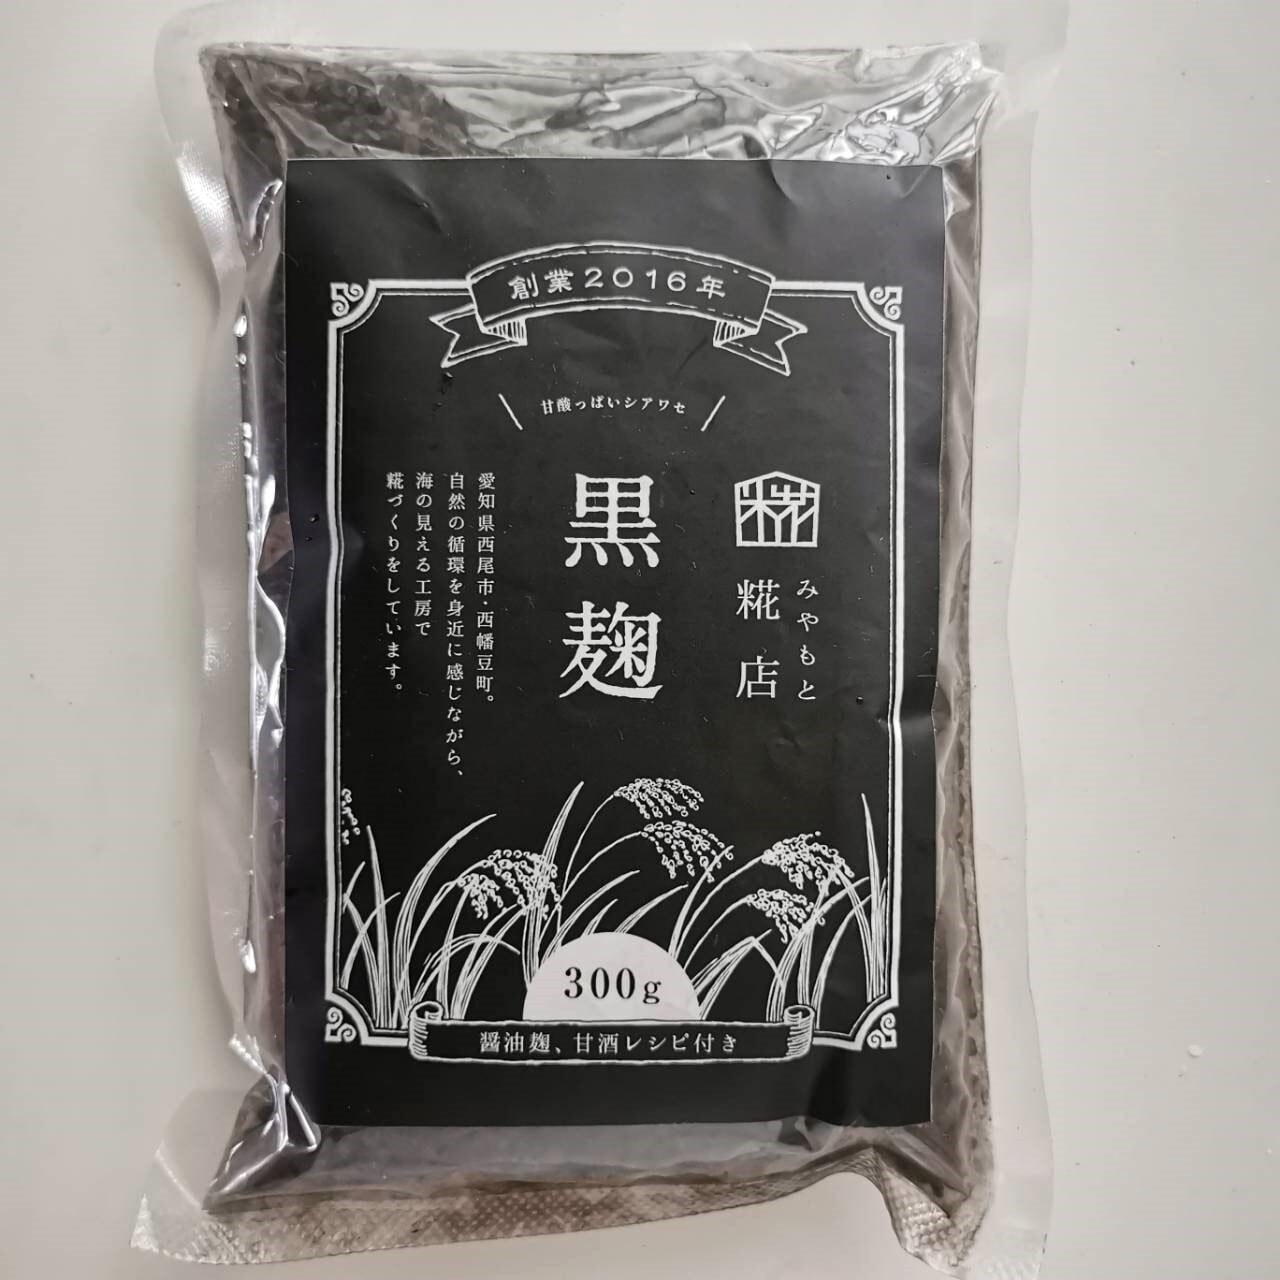 創業2016年
甘酸っぱいシアワセ
糀
みやもと
糀店
黒麹
愛知県西尾市・西幡豆町。
自然の循環を身近に感じながら、
海の見える工房で
糀づくりをしています。
300g
醤油麹、甘酒レシピ付き